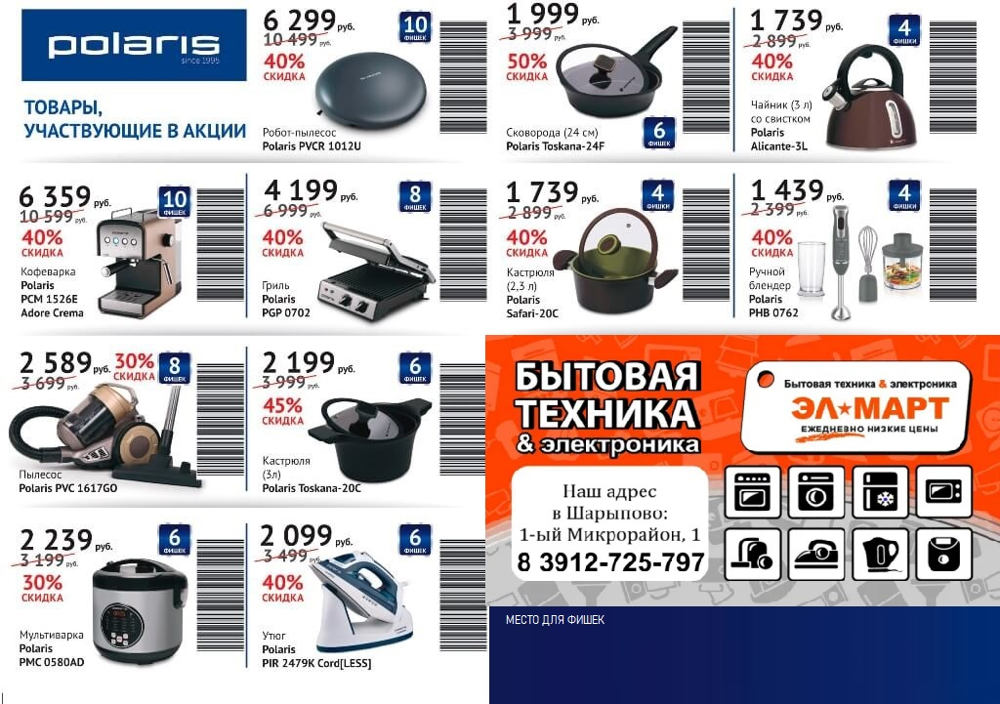 polaris
since 1995
ТОВАРЫ,
УЧАСТВУЮЩИЕ В АКЦИИ
6 299 руб.
10 499 руб.
40%
СКИДКА
10
ФИШЕК
Робот-пылесос
Polaris PVCR 1012U
1 999 руб.
3 999 руб.
50%
СКИДКА
6
ФИШЕК
Сковорода (24 см)
Polaris Toskana-24F
1 739 руб.
2 899 руб.
40%
СКИДКА
4
ФИШКИ
Чайник (3 л)
со свистком
Polaris
Alicante-3L
6 359 руб.
10 599 руб.
40%
СКИДКА
10
ФИШЕК
polaris
Кофеварка
Polaris
PCM 1526E
Adore Crema
4 199 руб.
6 999 руб.
40%
СКИДКА
8
ФИШЕК
Гриль
Polaris
PGP 0702
1 739 руб.
2 899 руб.
40%
СКИДКА
4
ФИШКИ
Кастрюля
(2,3 л)
Polaris
Safari-20C
1 439 руб.
2 399 руб.
40%
СКИДКА
4
ФИШКИ
Ручной
блендер
Polaris
PHB 0762
2 589 руб.
3 699 руб.
30%
СКИДКА
8
ФИШЕК
Пылесос
Polaris PVC 1617GO
2 199 руб.
3 999 руб.
45%
СКИДКА
6
ФИШЕК
Кастрюля
(3л)
Polaris Toskana-20C
2 239 руб.
3 199 руб.
30%
СКИДКА
6
ФИШЕК
Мультиварка
Polaris
PMC 0580AD
2 099 руб.
3 499 руб.
40%
СКИДКА
6
ФИШЕК
polaris
Утюг
Polaris
PIR 2479K Cord[LESS]
БЫТОВАЯ
ТЕХНИКА
& электроника
Бытовая техника & электроника
ЭЛ★МАРТ
ЕЖЕДНЕВНО НИЗКИЕ ЦЕНЫ
Наш адрес
в Шарыпово:
1-ый Микрорайон, 1
8 3912-725-797
МЕСТО ДЛЯ ФИШЕК